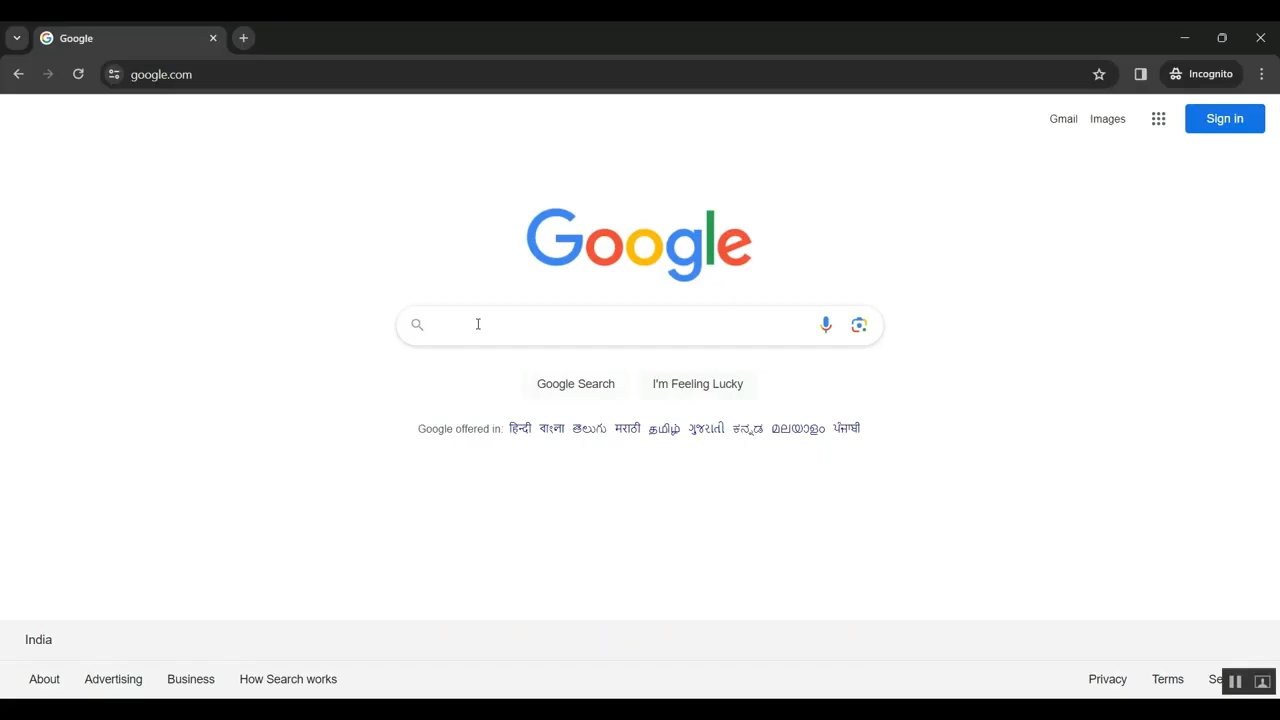 Google
google.com
Incognito
Gmail Images Sign in
Google
Google Search I'm Feeling Lucky
Google offered in: हिन्दी বাংলা తెలుగు मराठी தமிழ் ગુજરાતી ಕನ್ನಡ മലയാളം ਪੰਜਾਬੀ
India
About Advertising Business How Search works Privacy Terms Se